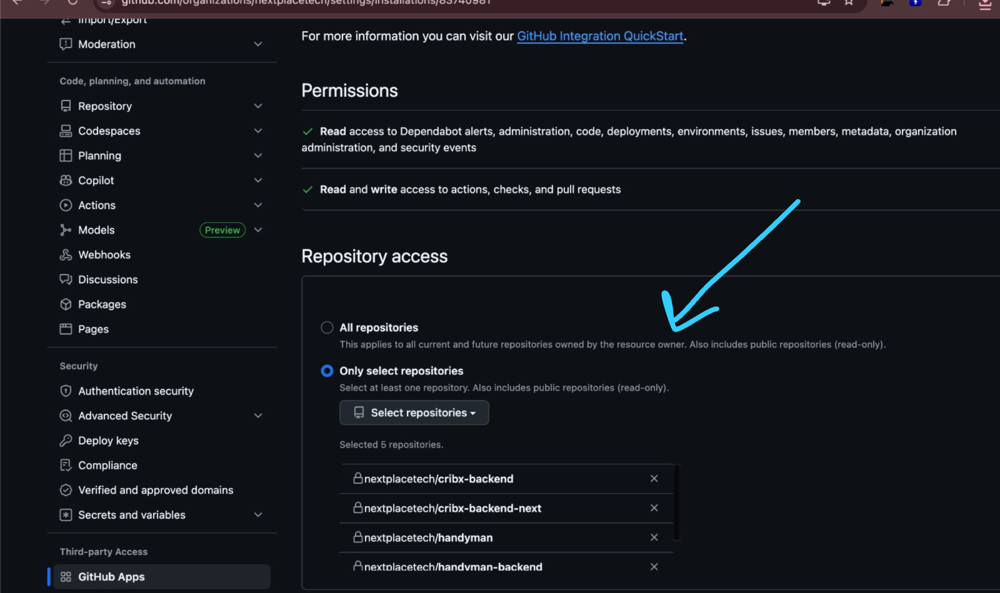 github.com/organizations/nextplacetech/settings/installations/83740981
Import/Export
Moderation
Code, planning, and automation
Repository
Codespaces
Planning
Copilot
Actions
Models
Preview
Webhooks
Discussions
Packages
Pages
Security
Authentication security
Advanced Security
Deploy keys
Compliance
Verified and approved domains
Secrets and variables
Third-party Access
GitHub Apps
For more information you can visit our GitHub Integration QuickStart.
Permissions
Read access to Dependabot alerts, administration, code, deployments, environments, issues, members, metadata, organization
administration, and security events
Read and write access to actions, checks, and pull requests
Repository access
All repositories
This applies to all current and future repositories owned by the resource owner. Also includes public repositories (read-only).
Only select repositories
Select at least one repository. Also includes public repositories (read-only).
Select repositories
Selected 5 repositories.
nextplacetech/cribx-backend
nextplacetech/cribx-backend-next
nextplacetech/handyman
nextplacetech/handyman-backend